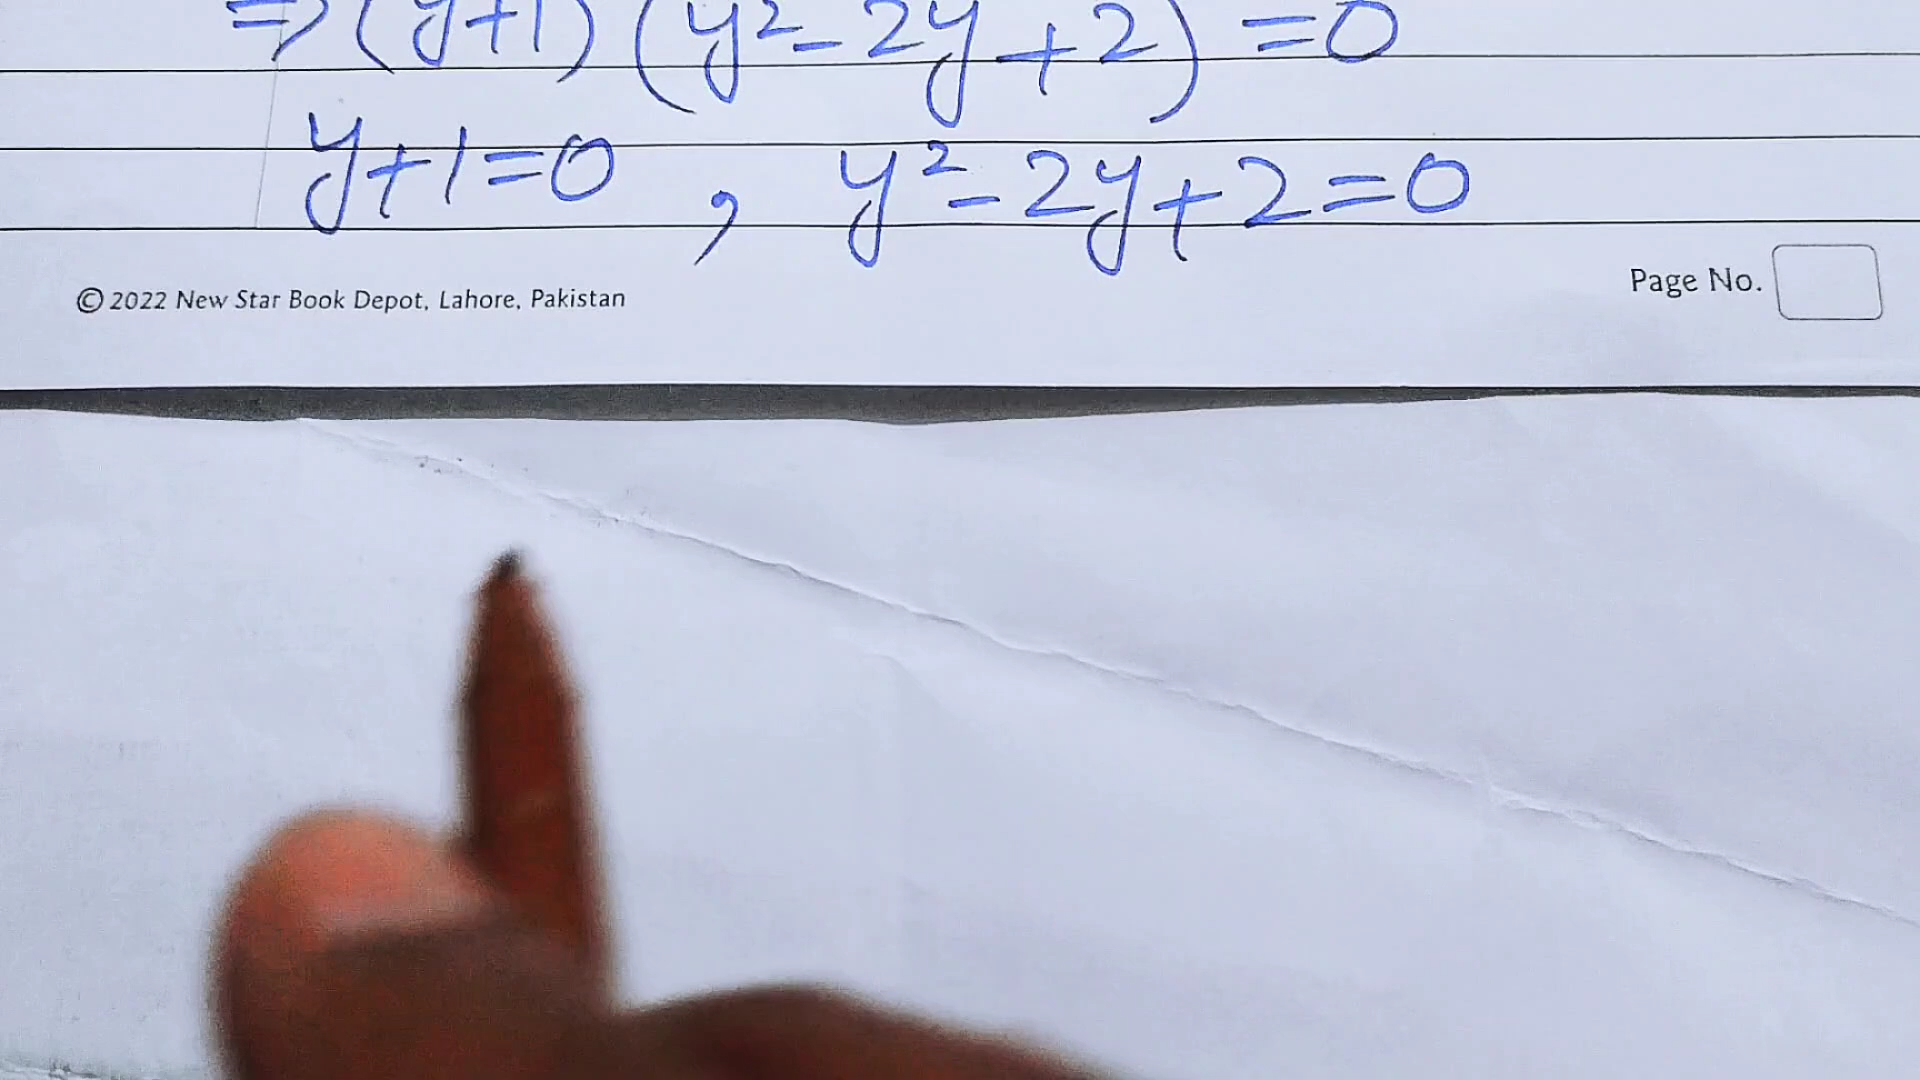 => (y+1) (y² - 2y + 2) = 0
y+1=0 , y² - 2y + 2 = 0
© 2022 New Star Book Depot, Lahore, Pakistan
Page No.